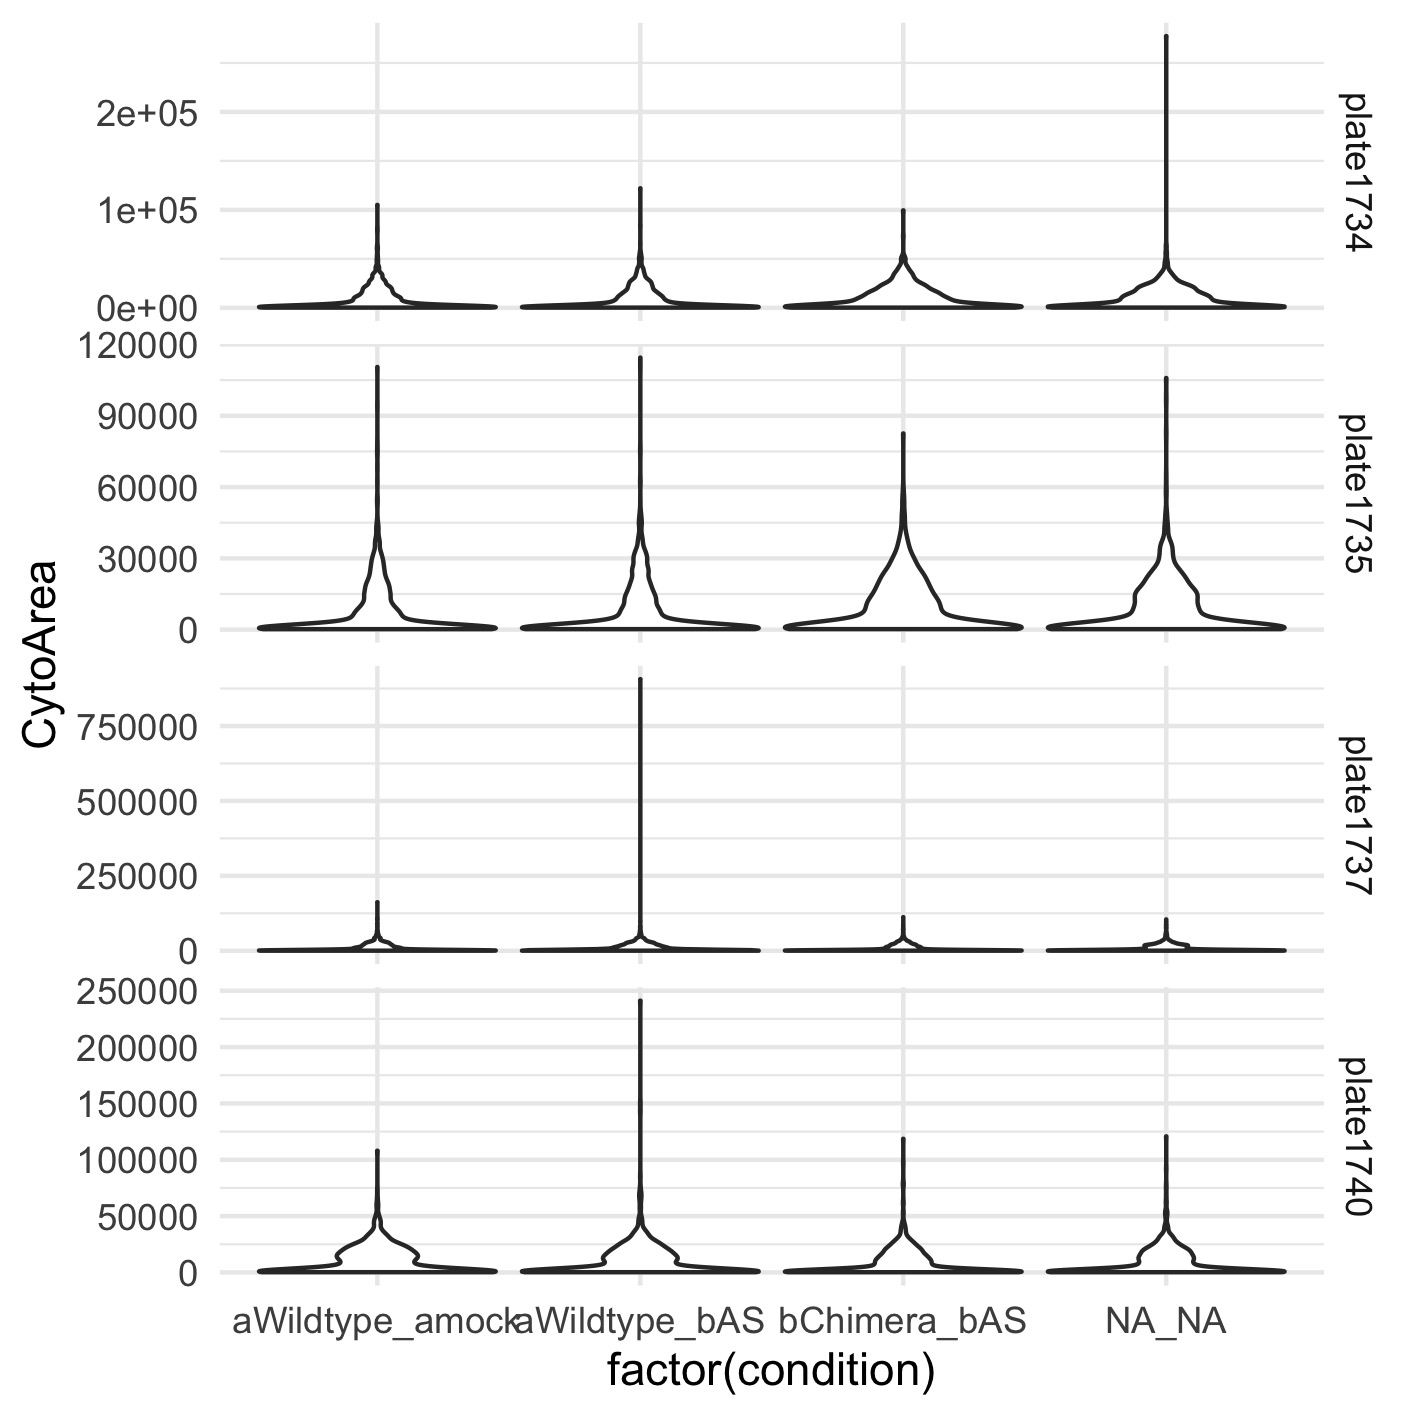 CytoArea
2e+05
1e+05
0e+00
plate1734
120000
90000
60000
30000
0
plate1735
750000
500000
250000
0
plate1737
250000
200000
150000
100000
50000
0
plate1740
aWildtype_amock aWildtype_bAS bChimera_bAS NA_NA
factor(condition)